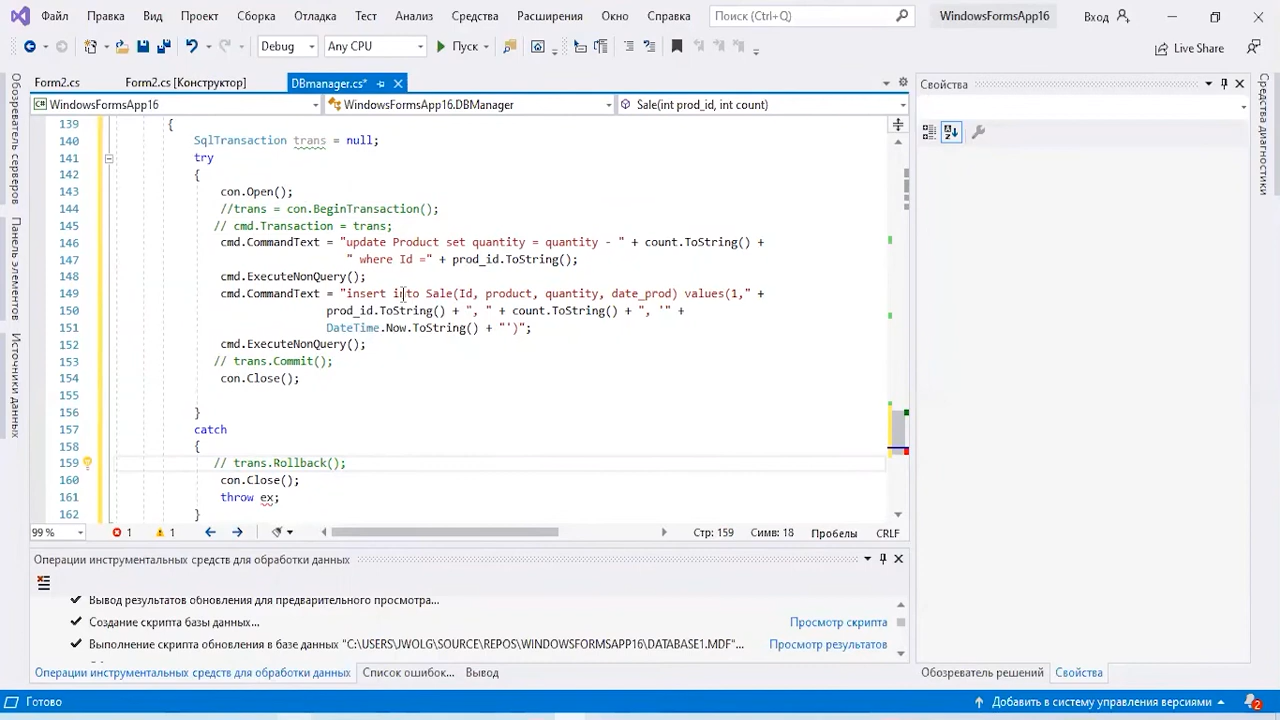 Файл Правка Вид Проект Сборка Отладка Тест Анализ Средства Расширения Окно Справка Поиск (Ctrl+Q) WindowsFormsApp16 Вход
Debug Any CPU Пуск Live Share
Form2.cs Form2.cs [Конструктор] DBmanager.cs* Свойства
WindowsFormsApp16 WindowsFormsApp16.DBManager Sale(int prod_id, int count)
Обозреватель серверов
Панель элементов
Источники данных
Средства диагностики
139 {
140 SqlTransaction trans = null;
141 try
142 {
143 con.Open();
144 //trans = con.BeginTransaction();
145 // cmd.Transaction = trans;
146 cmd.CommandText = "update Product set quantity = quantity - " + count.ToString() +
147 " where Id =" + prod_id.ToString();
148 cmd.ExecuteNonQuery();
149 cmd.CommandText = "insert into Sale(Id, product, quantity, date_prod) values(1," +
150 prod_id.ToString() + ", " + count.ToString() + ", '" +
151 DateTime.Now.ToString() + "')";
152 cmd.ExecuteNonQuery();
153 // trans.Commit();
154 con.Close();
155
156 }
157 catch
158 {
159 // trans.Rollback();
160 con.Close();
161 throw ex;
162 }
99 % 1 1 Стр: 159 Симв: 18 Пробелы CRLF
Операции инструментальных средств для обработки данных
Вывод результатов обновления для предварительного просмотра...
Создание скрипта базы данных... Просмотр скрипта
Выполнение скрипта обновления в базе данных "C:\USERS\JWOLG\SOURCE\REPOS\WINDOWSFORMSAPP16\DATABASE1.MDF"... Просмотр результатов
Операции инструментальных средств для обработки данных Список ошибок... Вывод Обозреватель решений Свойства
Готово Добавить в систему управления версиями 2